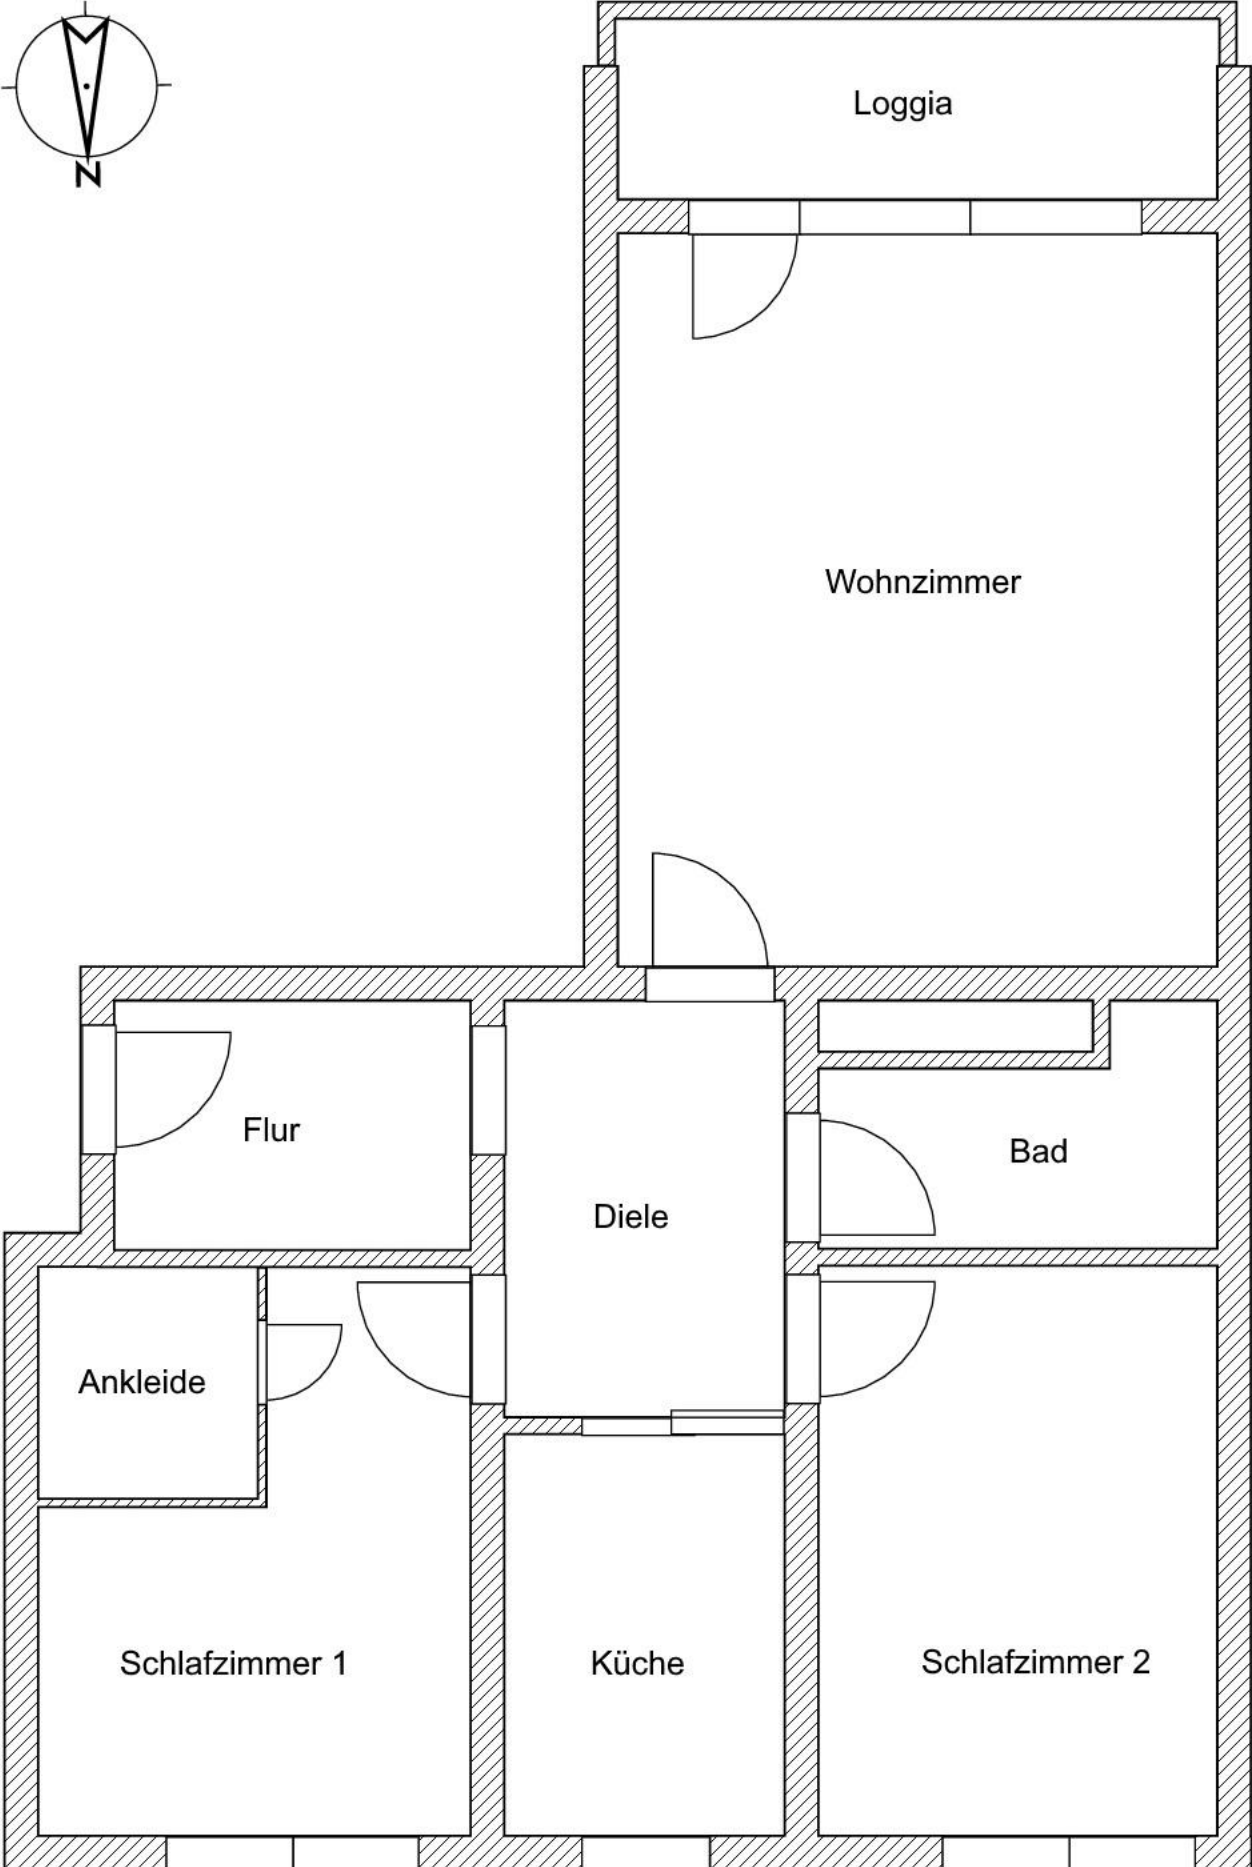 N
Loggia
Wohnzimmer
Flur
Bad
Diele
Ankleide
Schlafzimmer 1
Küche
Schlafzimmer 2